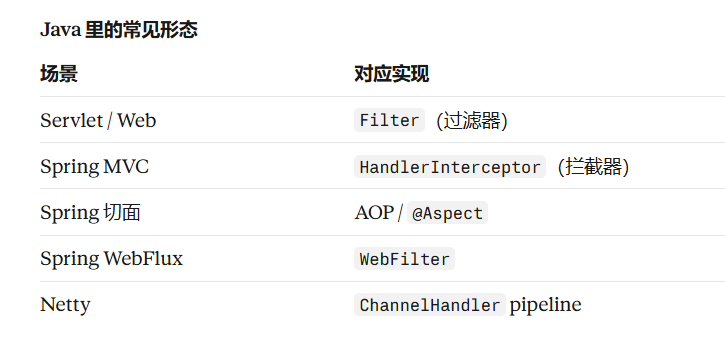 Java 里的常见形态
场景 对应实现
Servlet / Web Filter（过滤器）
Spring MVC HandlerInterceptor（拦截器）
Spring 切面 AOP / @Aspect
Spring WebFlux WebFilter
Netty ChannelHandler pipeline